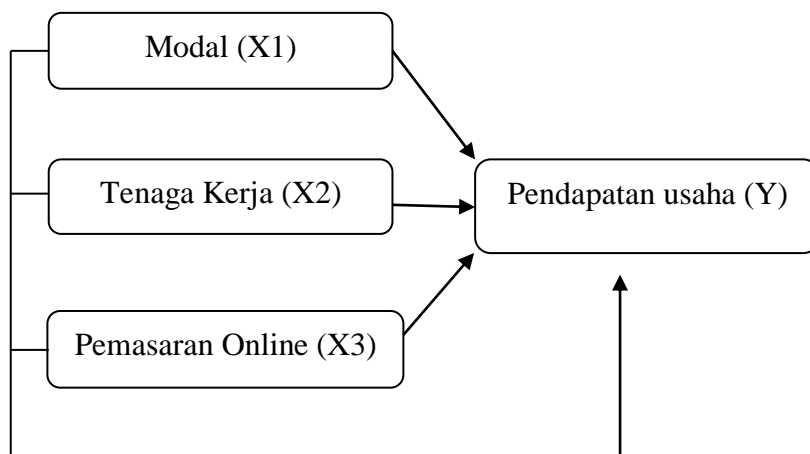 Modal (X1)
Tenaga Kerja (X2)
Pendapatan usaha (Y)
Pemasaran Online (X3)